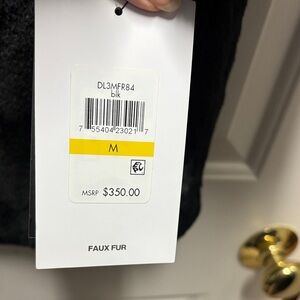 DL3MFR84
blk
7 55404 23021 7
M
MSRP $350.00
FAUX FUR